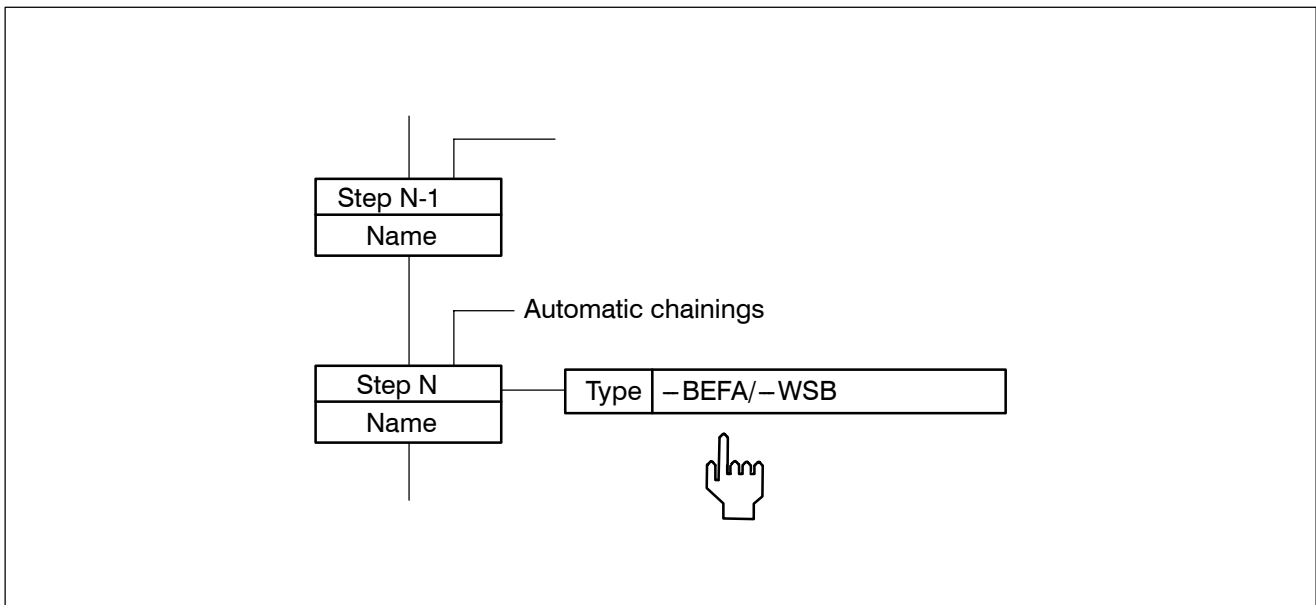 Step N-1
Name
Automatic chainings
Step N
Type –BEFA/–WSB
Name